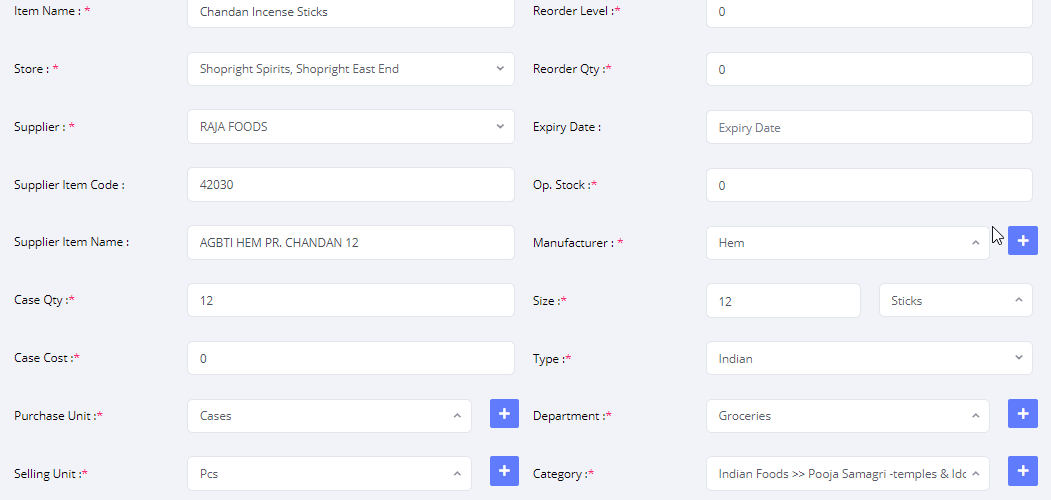 Item Name : * Chandan Incense Sticks Reorder Level :* 0
Store : * Shopright Spirits, Shopright East End Reorder Qty :* 0
Supplier : * RAJA FOODS Expiry Date : Expiry Date
Supplier Item Code : 42030 Op. Stock :* 0
Supplier Item Name : AGBTI HEM PR. CHANDAN 12 Manufacturer : * Hem +
Case Qty :* 12 Size :* 12 Sticks
Case Cost :* 0 Type :* Indian
Purchase Unit :* Cases + Department :* Groceries +
Selling Unit :* Pcs + Category :* Indian Foods >> Pooja Samagri -temples & +